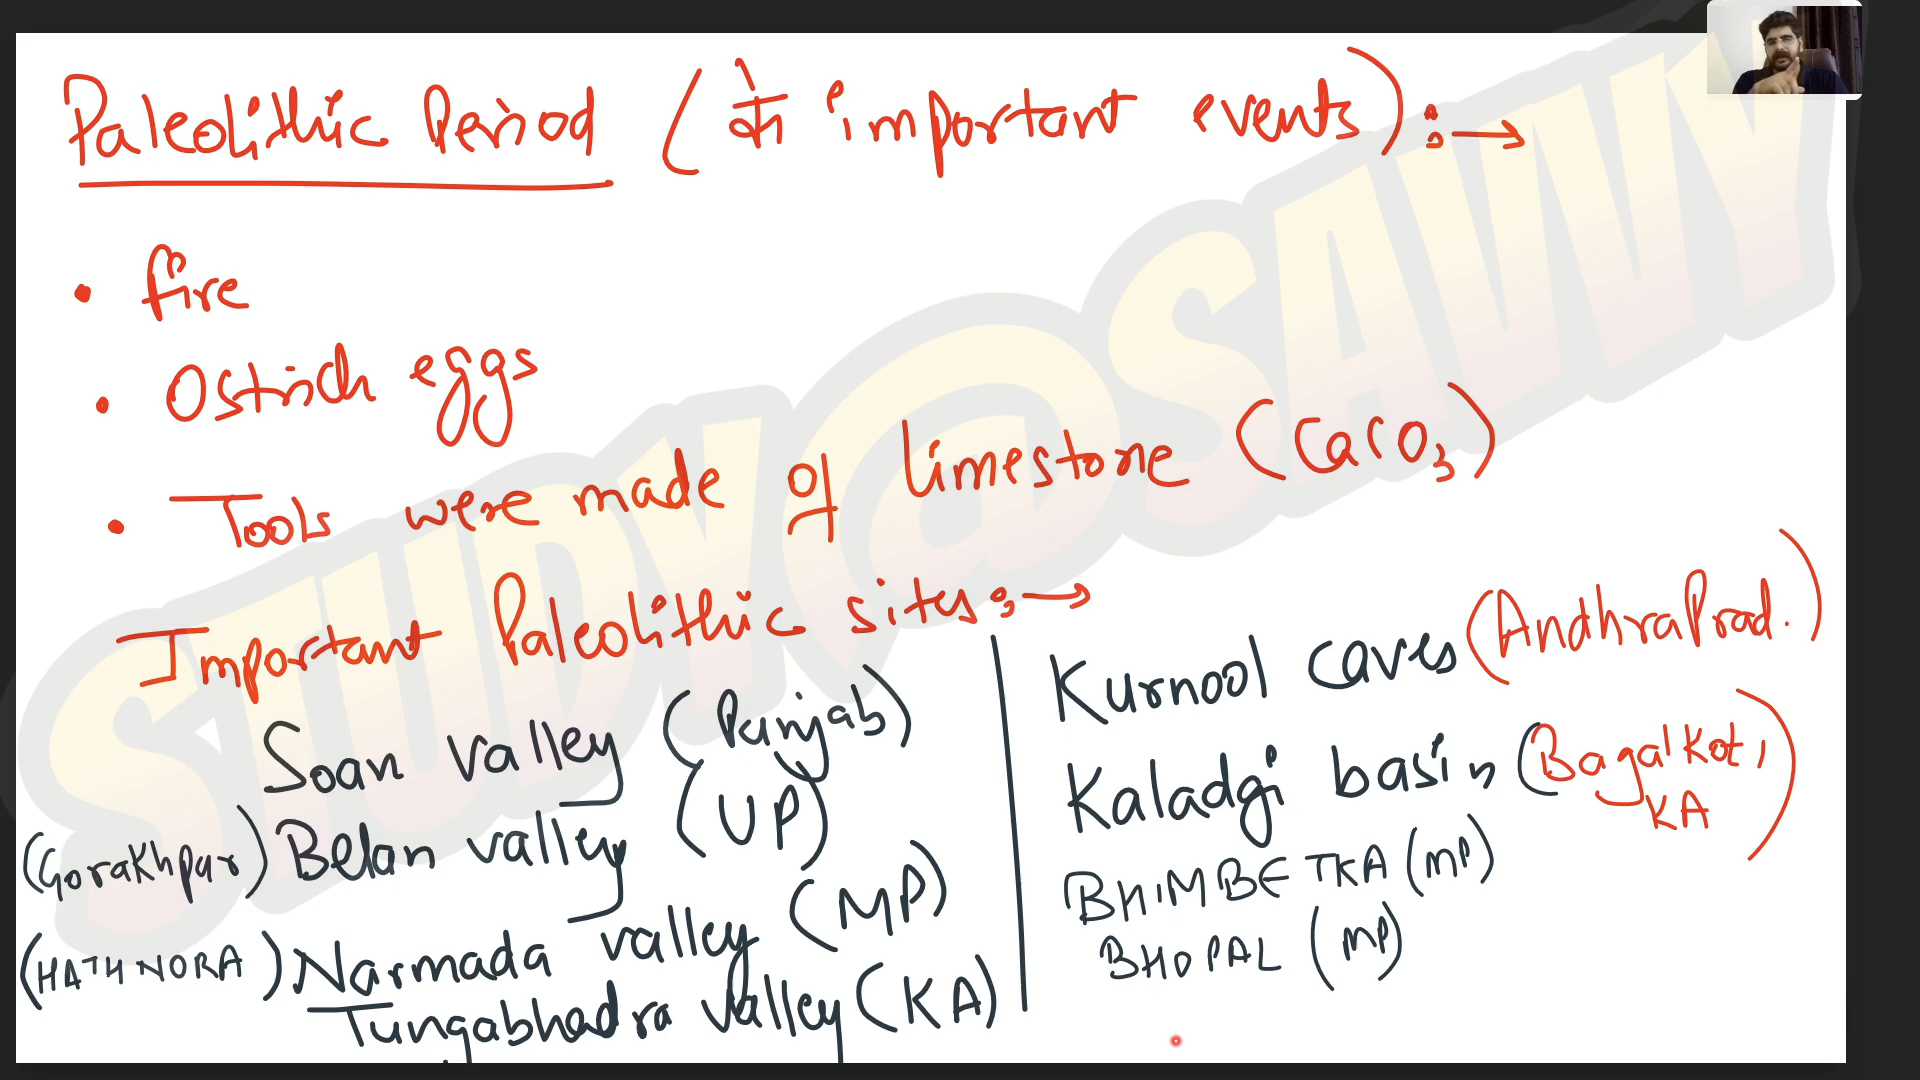 Paleolithic Period (के important events):→
• fire
• Ostrich eggs
• Tools were made of limestone (CaCO3)
Important Paleolithic sites:→
Soan valley (Punjab)
(Gorakhpur) Belan valley (UP)
(HATHNORA) Narmada valley (MP)
Tungabhadra valley (KA)
Kurnool caves (AndhraPrad.)
Kaladgi basin (Bagalkot, KA)
BHIMBETKA (MP)
BHOPAL (MP)
STUDY@SAVVY